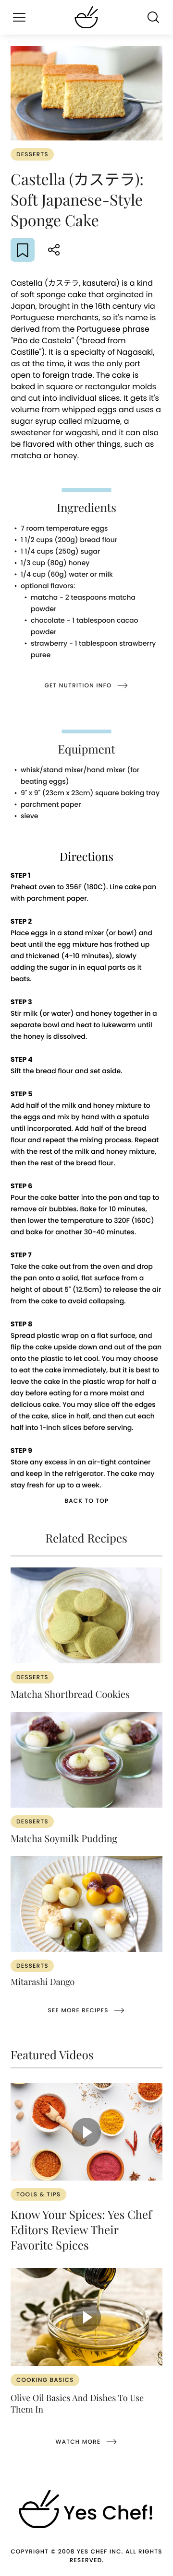 DESSERTS
Castella (カステラ):
Soft Japanese-Style
Sponge Cake
Castella (カステラ, kasutera) is a kind
of soft sponge cake that orginated in
Japan, brought in the 16th century via
Portuguese merchants, so it's name is
derived from the Portuguese phrase
"Pão de Castela" ("bread from
Castille"). It is a specialty of Nagasaki,
as at the time, it was the only port
open to foreign trade. The cake is
baked in square or rectangular molds
and cut into individual slices. It gets it's
volume from whipped eggs and uses a
sugar syrup called mizuame, a
sweetener for wagashi, and it can also
be flavored with other things, such as
matcha or honey.
Ingredients
• 7 room temperature eggs
• 1 1/2 cups (200g) bread flour
• 1 1/4 cups (250g) sugar
• 1/3 cup (80g) honey
• 1/4 cup (60g) water or milk
• optional flavors:
• matcha - 2 teaspoons matcha
powder
• chocolate - 1 tablespoon cacao
powder
• strawberry - 1 tablespoon strawberry
puree
GET NUTRITION INFO
Equipment
• whisk/stand mixer/hand mixer (for
beating eggs)
• 9" x 9" (23cm x 23cm) square baking tray
• parchment paper
• sieve
Directions
STEP 1
Preheat oven to 356F (180C). Line cake pan
with parchment paper.
STEP 2
Place eggs in a stand mixer (or bowl) and
beat until the egg mixture has frothed up
and thickened (4-10 minutes), slowly
adding the sugar in in equal parts as it
beats.
STEP 3
Stir milk (or water) and honey together in a
separate bowl and heat to lukewarm until
the honey is dissolved.
STEP 4
Sift the bread flour and set aside.
STEP 5
Add half of the milk and honey mixture to
the eggs and mix by hand with a spatula
until incorporated. Add half of the bread
flour and repeat the mixing process. Repeat
with the rest of the milk and honey mixture,
then the rest of the bread flour.
STEP 6
Pour the cake batter into the pan and tap to
remove air bubbles. Bake for 10 minutes,
then lower the temperature to 320F (160C)
and bake for another 30-40 minutes.
STEP 7
Take the cake out from the oven and drop
the pan onto a solid, flat surface from a
height of about 5" (12.5cm) to release the air
from the cake to avoid collapsing.
STEP 8
Spread plastic wrap on a flat surface, and
flip the cake upside down and out of the pan
onto the plastic to let cool. You may choose
to eat the cake immediately, but it is best to
leave the cake in the plastic wrap for half a
day before eating for a more moist and
delicious cake. You may slice off the edges
of the cake, slice in half, and then cut each
half into 1-inch slices before serving.
STEP 9
Store any excess in an air-tight container
and keep in the refrigerator. The cake may
stay fresh for up to a week.
BACK TO TOP
Related Recipes
DESSERTS
Matcha Shortbread Cookies
DESSERTS
Matcha Soymilk Pudding
DESSERTS
Mitarashi Dango
SEE MORE RECIPES
Featured Videos
TOOLS & TIPS
Know Your Spices: Yes Chef
Editors Review Their
Favorite Spices
COOKING BASICS
Olive Oil Basics And Dishes To Use
Them In
WATCH MORE
Yes Chef!
COPYRIGHT © 2008 YES CHEF INC. ALL RIGHTS
RESERVED.